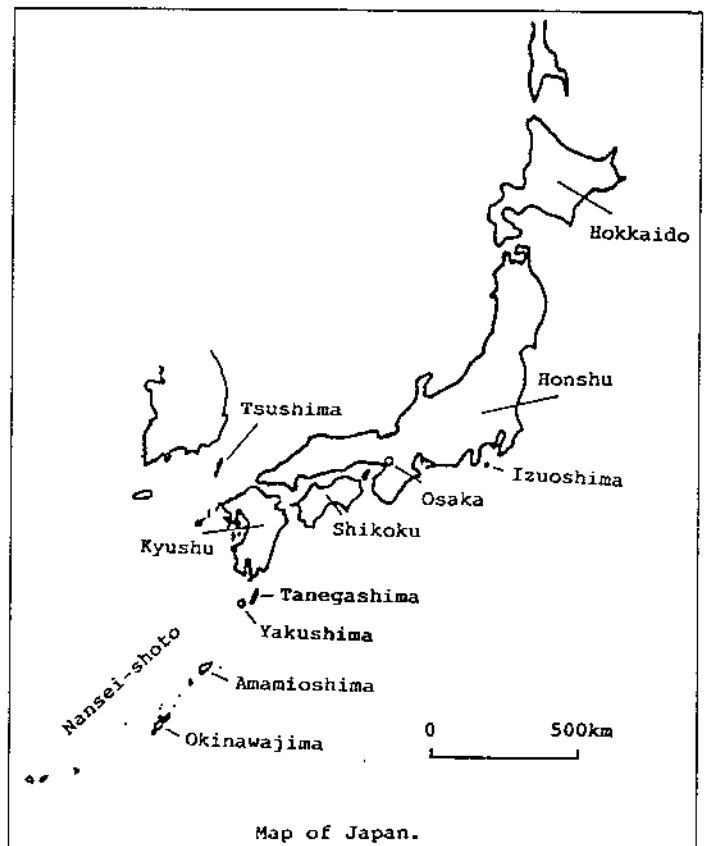 Hokkaido
Honshu
Tsushima
Izuoshima
Osaka
Shikoku
Kyushu
Tanegashima
Yakushima
Nansei-shoto
Amamioshima
Okinawajima
0 500km
Map of Japan.